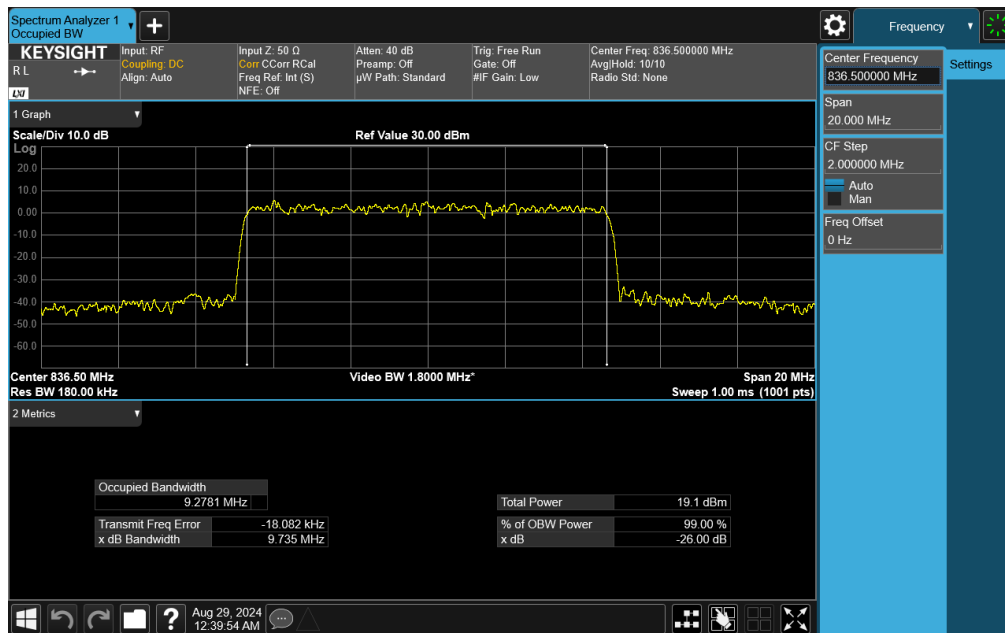 Spectrum Analyzer 1
Occupied BW
Frequency
KEYSIGHT
R L
LXI
Input: RF
Coupling: DC
Align: Auto
Input Z: 50 Ω
Corr CCorr RCal
Freq Ref: Int (S)
NFE: Off
Atten: 40 dB
Preamp: Off
µW Path: Standard
Trig: Free Run
Gate: Off
#IF Gain: Low
Center Freq: 836.500000 MHz
Avg|Hold: 10/10
Radio Std: None
Center Frequency
836.500000 MHz
Settings
Span
20.000 MHz
CF Step
2.000000 MHz
Auto
Man
Freq Offset
0 Hz
1 Graph
Scale/Div 10.0 dB
Ref Value 30.00 dBm
Log
20.0
10.0
0.00
-10.0
-20.0
-30.0
-40.0
-50.0
-60.0
Center 836.50 MHz
Video BW 1.8000 MHz*
Span 20 MHz
Res BW 180.00 kHz
Sweep 1.00 ms (1001 pts)
2 Metrics
Occupied Bandwidth
9.2781 MHz
Total Power 19.1 dBm
Transmit Freq Error -18.082 kHz
% of OBW Power 99.00 %
x dB Bandwidth 9.735 MHz
x dB -26.00 dB
?
Aug 29, 2024
12:39:54 AM